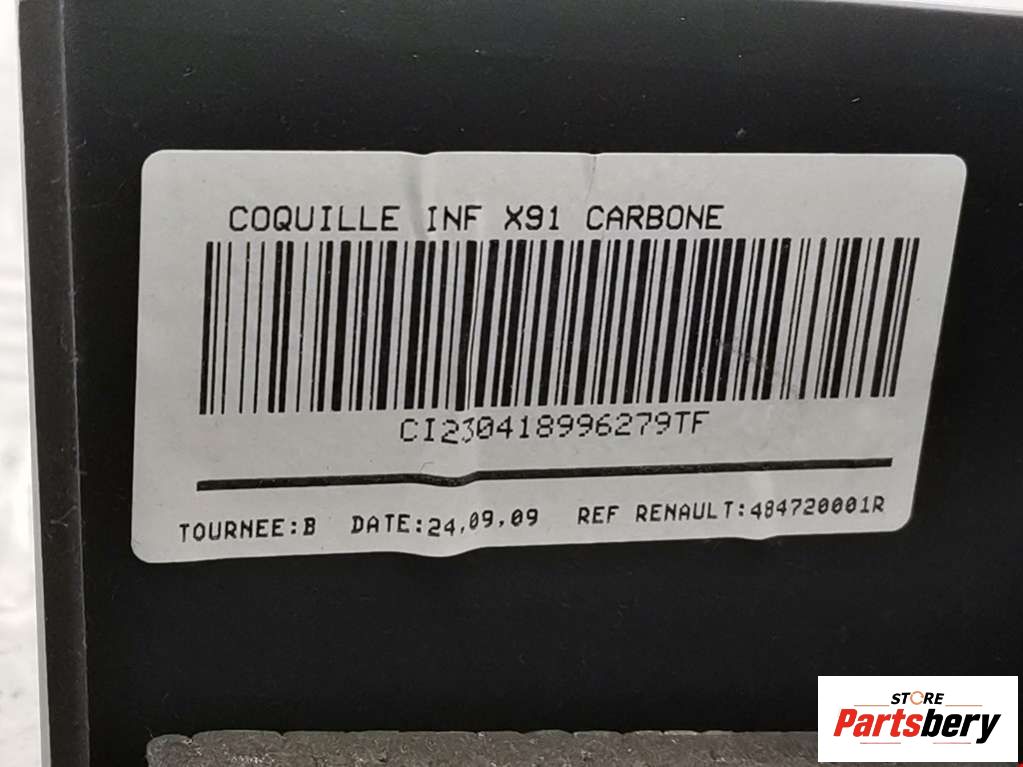 COQUILLE INF X91 CARBONE
CI230418996279TF
TOURNEE:B DATE:24,09,09 REF RENAULT:484720001R
STORE
Partsbery